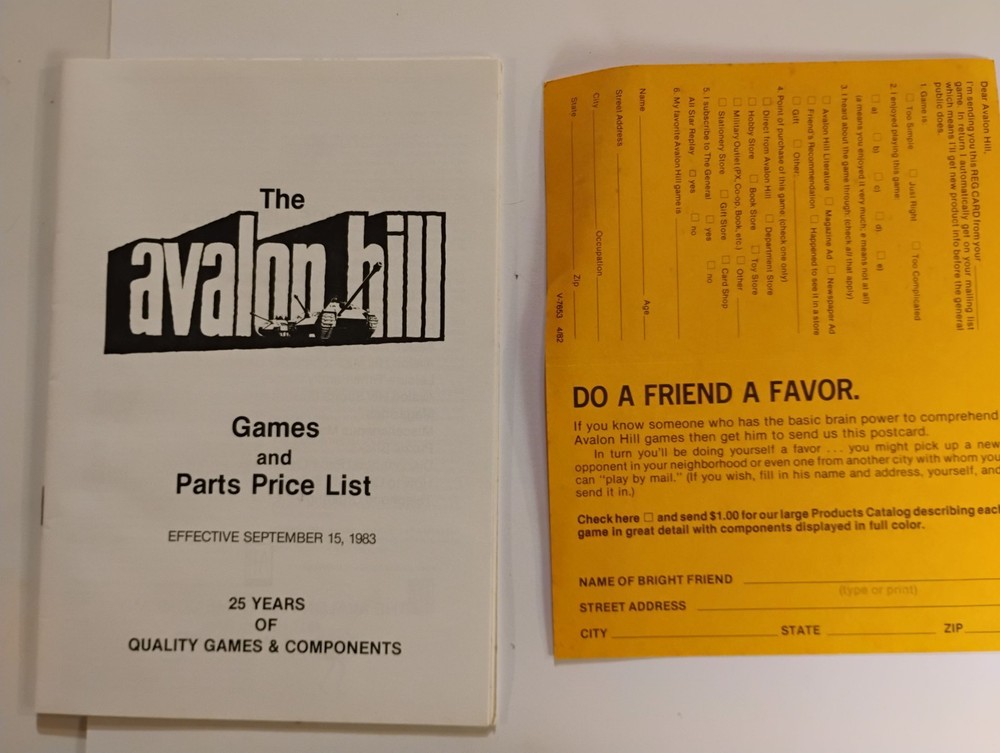 The
avalon hill
Games
and
Parts Price List
EFFECTIVE SEPTEMBER 15, 1983
25 YEARS
OF
QUALITY GAMES & COMPONENTS
Dear Avalon Hill,
I'm sending you this REG CARD from your
game. In return I automatically get on your mailing list
which means I'll get new product info before the general
public does.
1. Game is:
☐ Too Simple ☐ Just Right ☐ Too Complicated
2. I enjoyed playing this game:
☐ a) ☐ b) ☐ c) ☐ d) ☐ e)
(a means you enjoyed it very much, e means not at all)
3. I heard about the game through: (check all that apply)
☐ Avalon Hill Literature ☐ Magazine Ad ☐ Newspaper Ad
☐ Friend's Recommendation ☐ Happened to see it in a store
☐ Gift ☐ Other:
4. Point of purchase of this game (check one only)
☐ Direct from Avalon Hill ☐ Department Store
☐ Hobby Store ☐ Book Store ☐ Toy Store
☐ Military Outlet (PX, Co-op, Book, etc.) ☐ Other
☐ Stationery Store ☐ Gift Store ☐ Card Shop
5. I subscribe to The General ☐ yes ☐ no
All Star Replay ☐ yes ☐ no
6. My favorite Avalon Hill game is
Name Age
Street Address
City Occupation
State Zip
V-7653 4/82
DO A FRIEND A FAVOR.
If you know someone who has the basic brain power to comprehend
Avalon Hill games then get him to send us this postcard.
In turn you'll be doing yourself a favor ... you might pick up a new
opponent in your neighborhood or even one from another city with whom you
can "play by mail." (If you wish, fill in his name and address, yourself, and
send it in.)
Check here ☐ and send $1.00 for our large Products Catalog describing each
game in great detail with components displayed in full color.
NAME OF BRIGHT FRIEND
(type or print)
STREET ADDRESS
CITY STATE ZIP